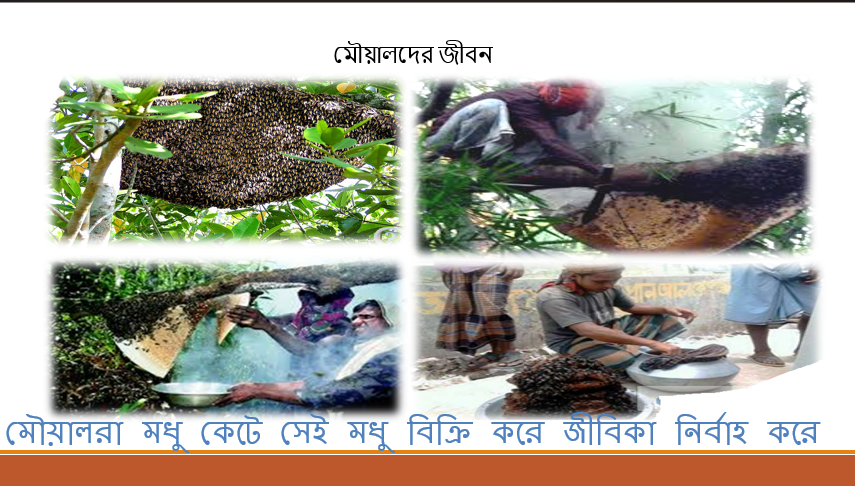 মৌয়ালদের জীবন
মৌয়ালরা মধু কেটে সেই মধু বিক্রি করে জীবিকা নির্বাহ করে